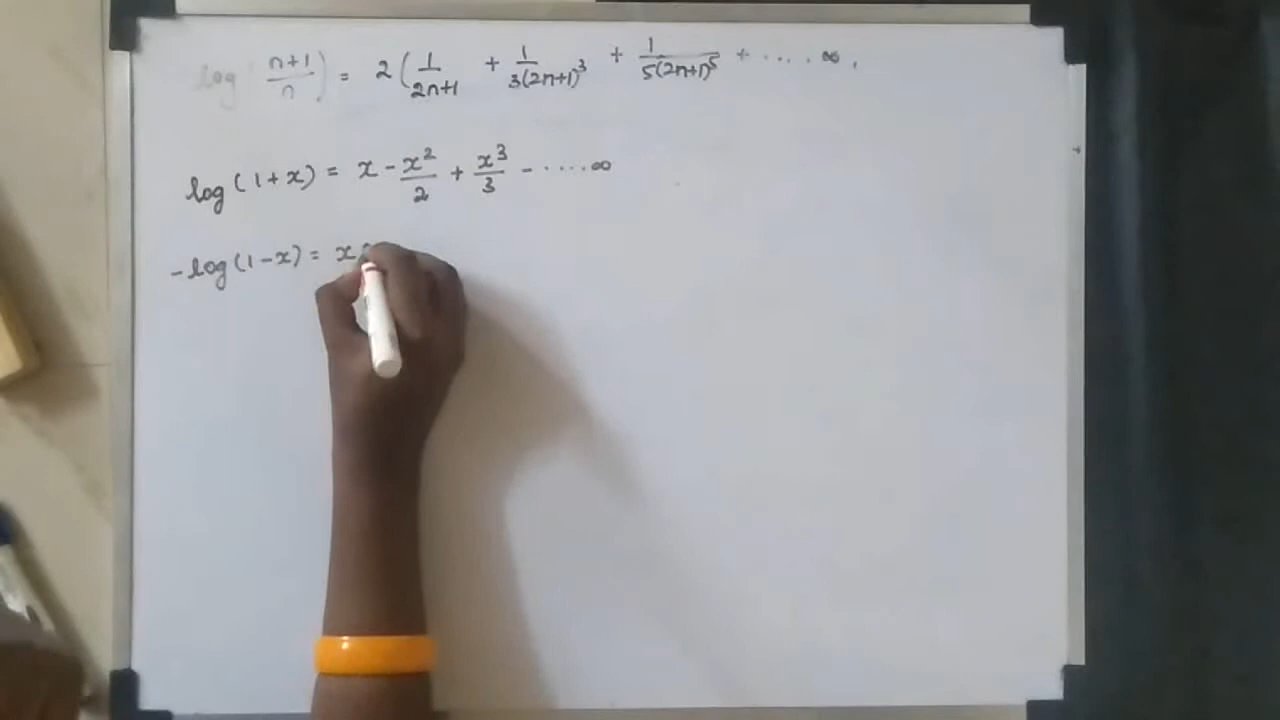 log (n+1/n) = 2(1/2n+1 + 1/3(2n+1)^3 + 1/5(2n+1)^5 + ..... ∞.
log(1+x) = x - x^2/2 + x^3/3 - ..... ∞
-log(1-x) = x